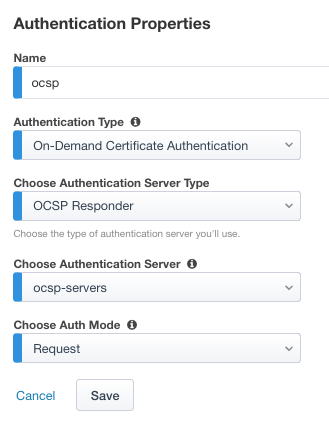 Authentication Properties
Name
ocsp
Authentication Type
On-Demand Certificate Authentication
Choose Authentication Server Type
OCSP Responder
Choose the type of authentication server you'll use.
Choose Authentication Server
ocsp-servers
Choose Auth Mode
Request
Cancel Save